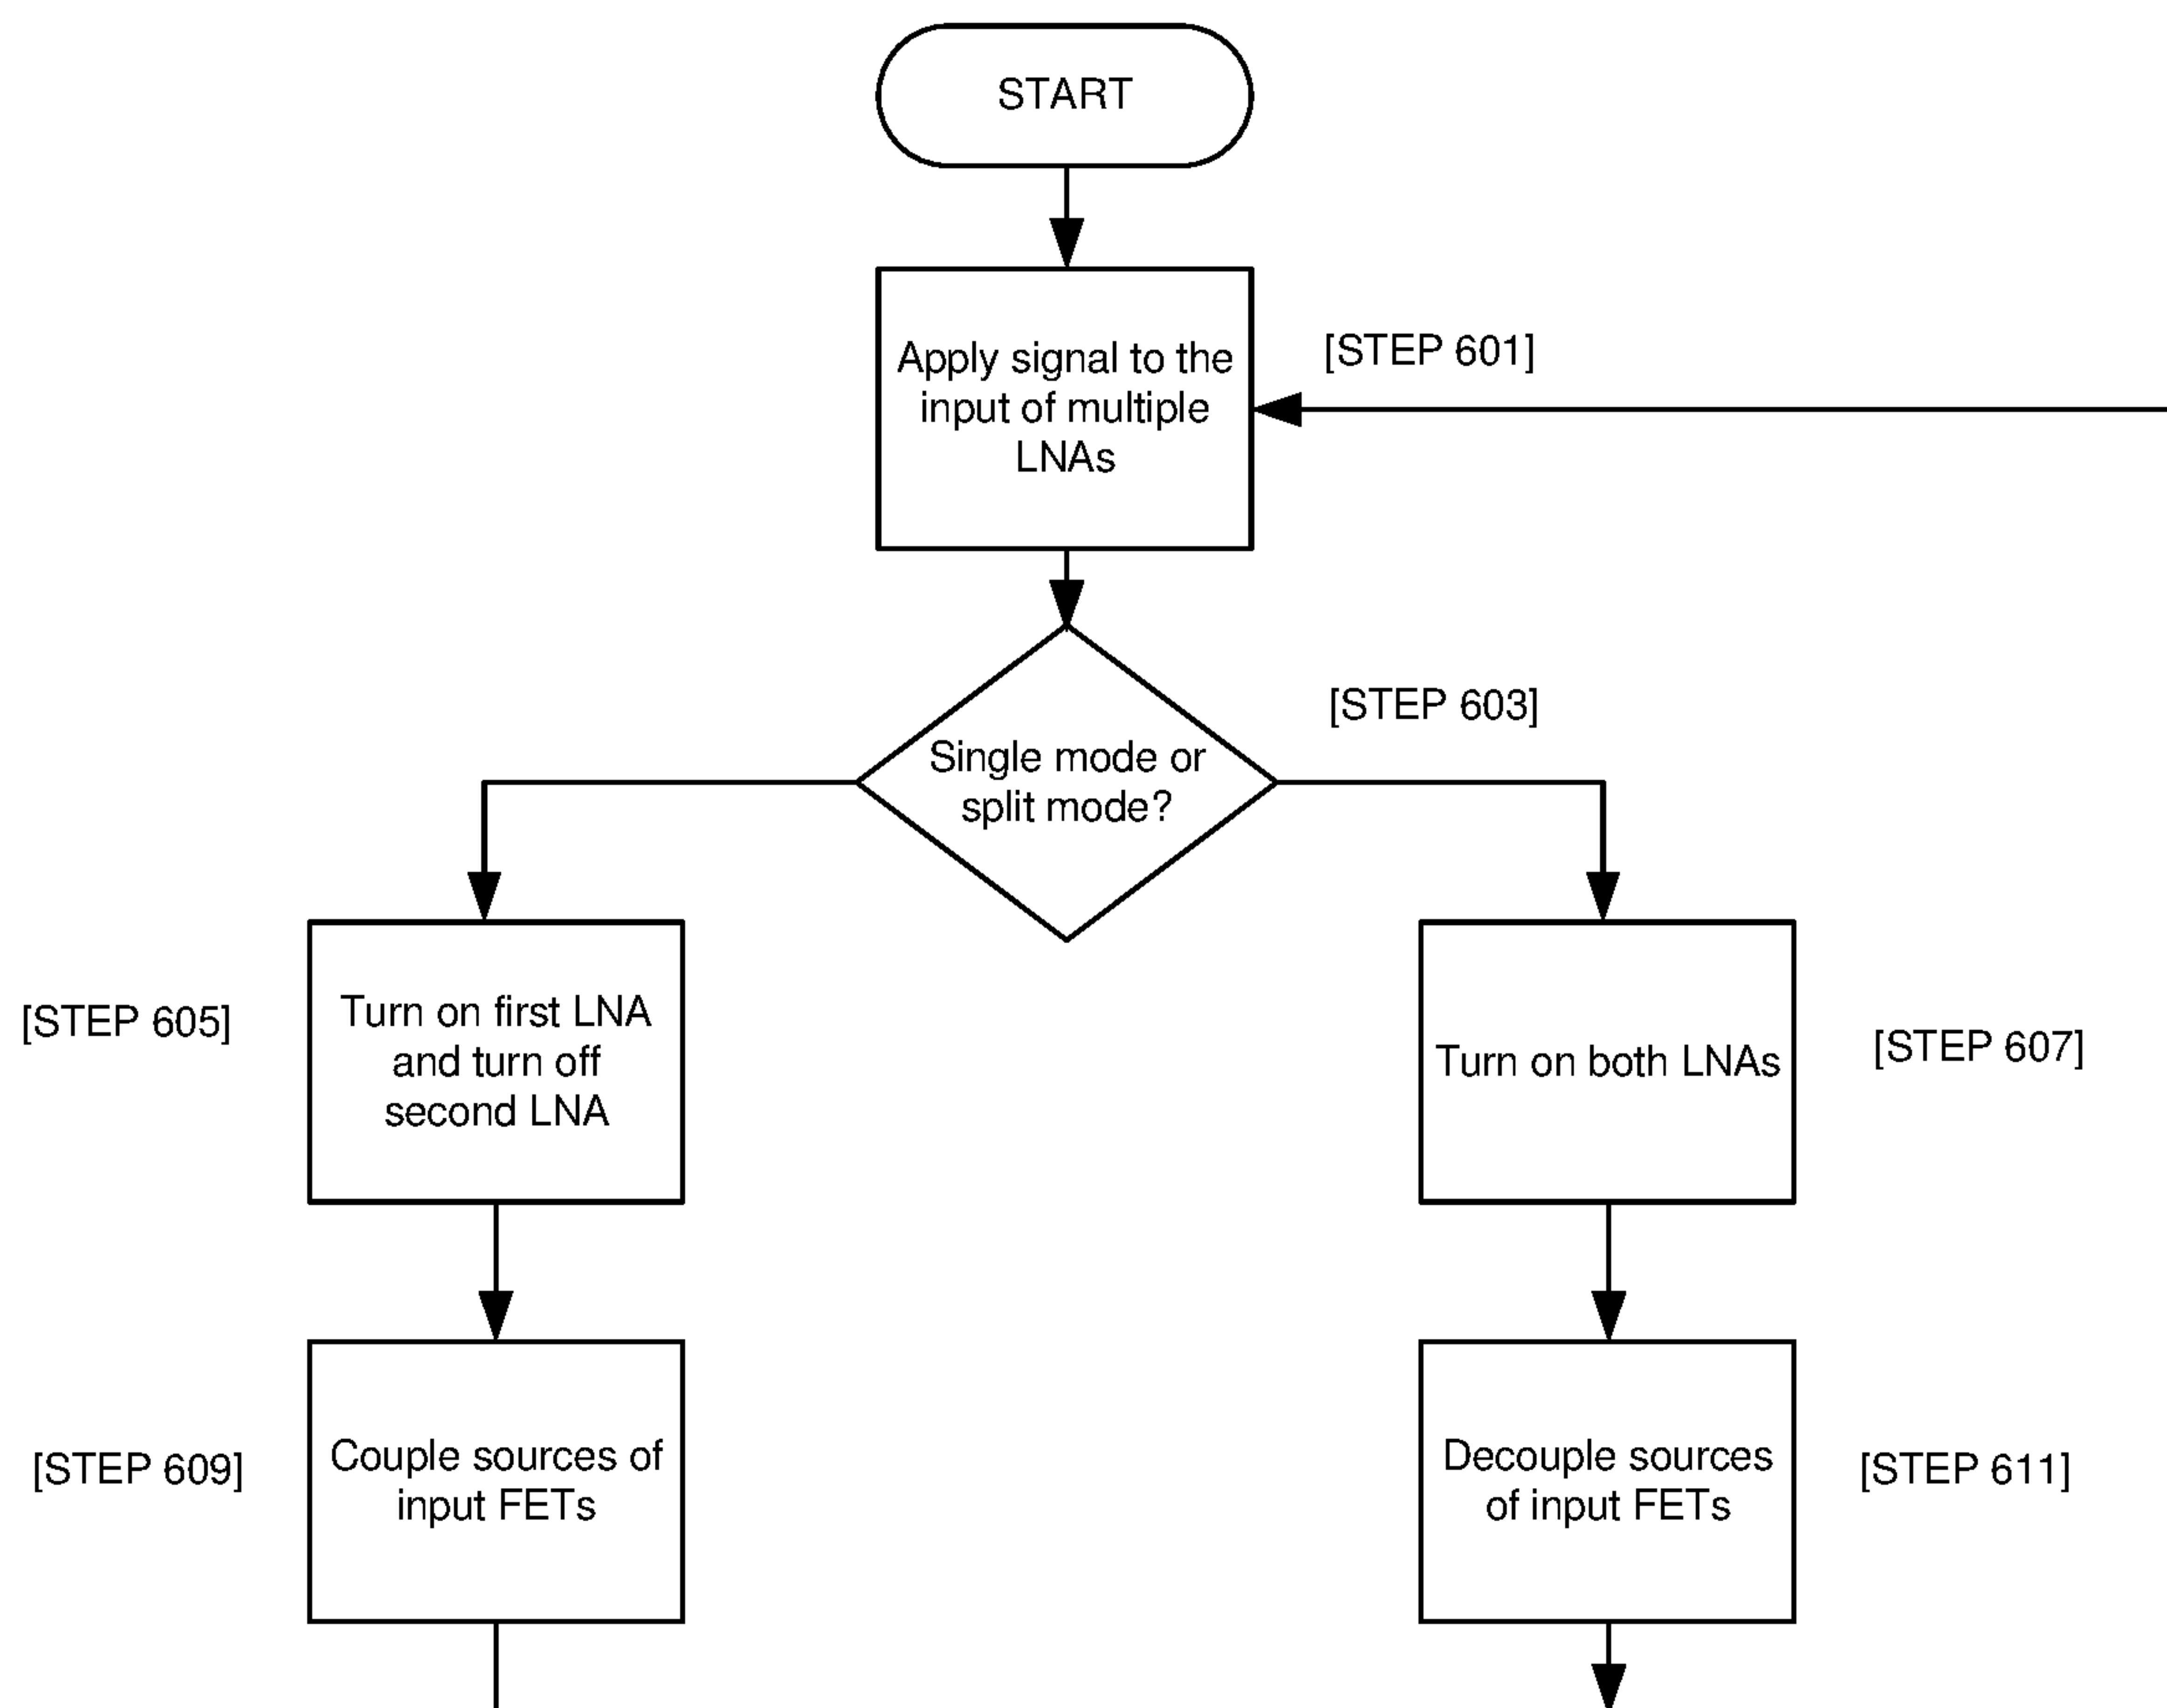 START
Apply signal to the
input of multiple
LNAs
[STEP 601]
[STEP 603]
Single mode or
split mode?
[STEP 605]
Turn on first LNA
and turn off
second LNA
Turn on both LNAs
[STEP 607]
[STEP 609]
Couple sources of
input FETs
Decouple sources
of input FETs
[STEP 611]